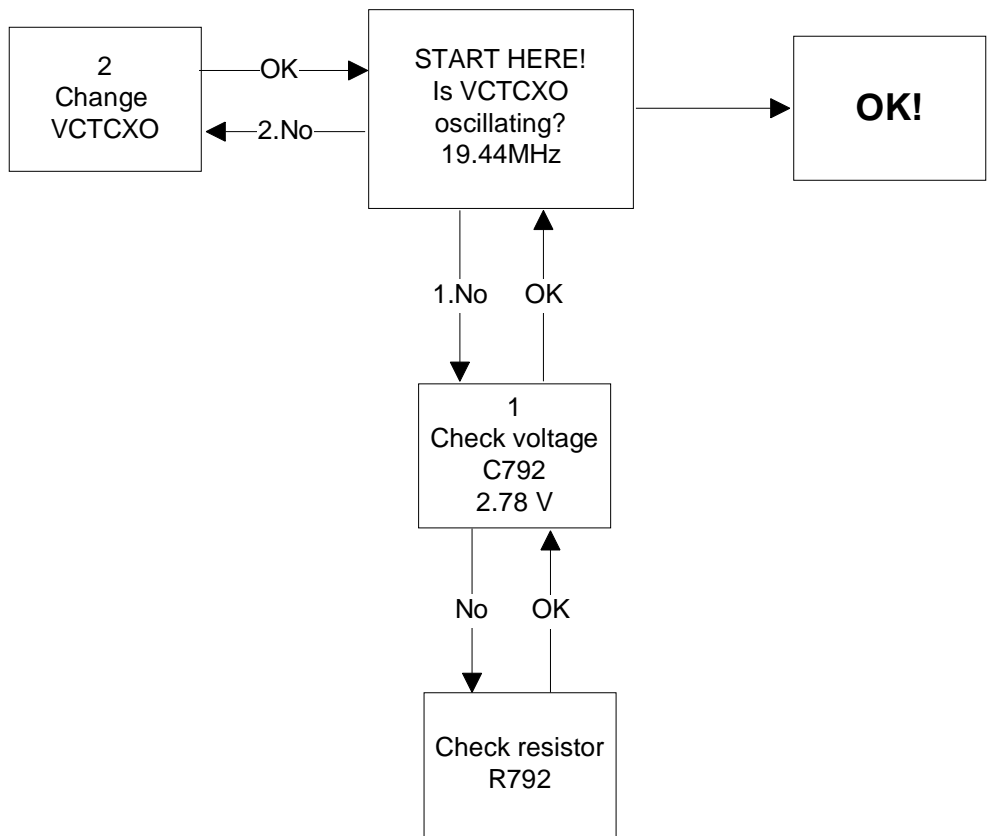 2
Change
VCTCXO
OK
2.No
START HERE!
Is VCTCXO
oscillating?
19.44MHz
OK!
1.No
OK
1
Check voltage
C792
2.78 V
No
OK
Check resistor
R792